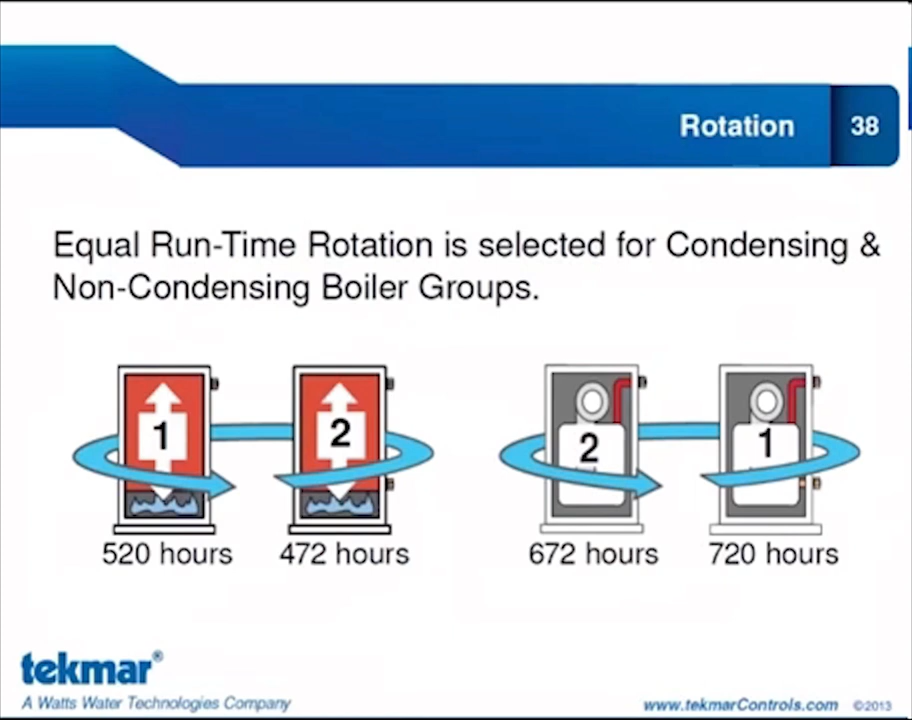 Rotation
38
Equal Run-Time Rotation is selected for Condensing &
Non-Condensing Boiler Groups.
1
2
2
1
520 hours
472 hours
672 hours
720 hours
tekmar®
A Watts Water Technologies Company
www.tekmarControls.com ©2013